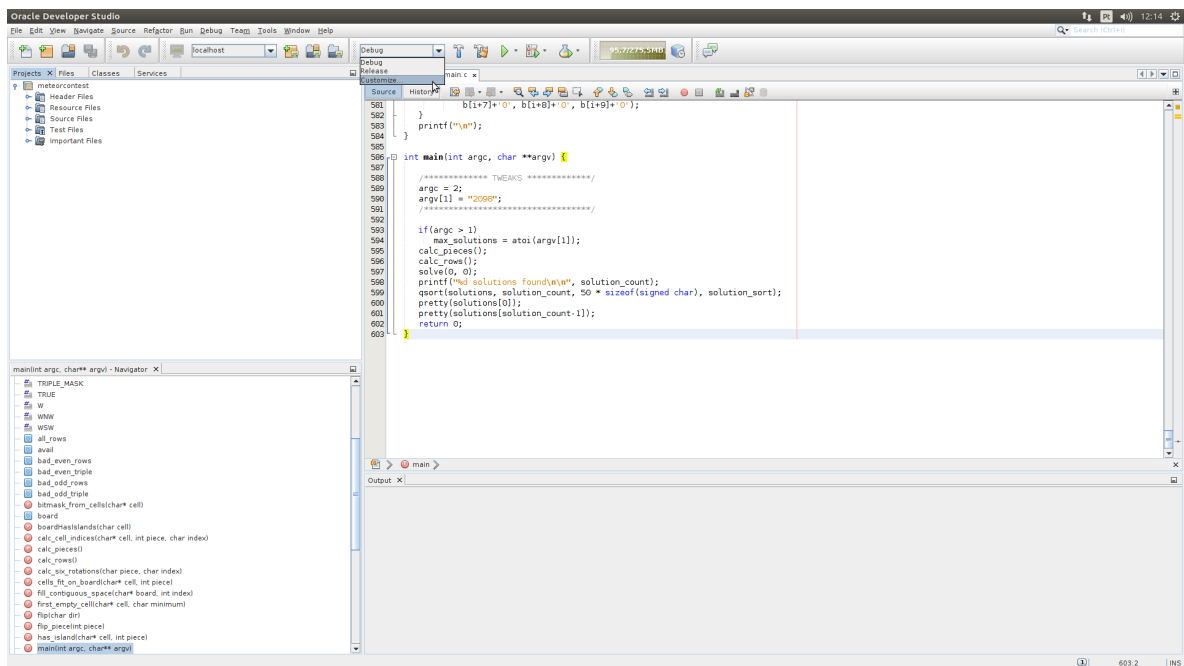 Oracle Developer Studio
Pt 12:14
File Edit View Navigate Source Refactor Run Debug Team Tools Window Help
Search (Ctrl+I)
localhost
Debug
95.7/275.5MB
Debug
Release
Customize...
Projects Files Classes Services
main.c
Source History
meteorcontest
Header Files
Resource Files
Source Files
Test Files
Important Files
581 b[i+7]+'0', b[i+8]+'0', b[i+9]+'0');
582 }
583 printf("\n");
584 }
585
586 int main(int argc, char **argv) {
587
588 /************* TWEAKS *************/
589 argc = 2;
590 argv[1] = "2098";
591 /**********************************/
592
593 if(argc > 1)
594 max_solutions = atoi(argv[1]);
595 calc_pieces();
596 calc_rows();
597 solve(0, 0);
598 printf("%d solutions found\n\n", solution_count);
599 qsort(solutions, solution_count, 50 * sizeof(signed char), solution_sort);
600 pretty(solutions[0]);
601 pretty(solutions[solution_count-1]);
602 return 0;
603 }
main(int argc, char** argv) - Navigator
TRIPLE_MASK
TRUE
W
WNW
WSW
all_rows
avail
bad_even_rows
bad_even_triple
bad_odd_rows
bad_odd_triple
bitmask_from_cells(char* cell)
board
boardHasIslands(char cell)
calc_cell_indices(char* cell, int piece, char index)
calc_pieces()
calc_rows()
calc_six_rotations(char piece, char index)
cells_fit_on_board(char* cell, int piece)
fill_contiguous_space(char* board, int index)
first_empty_cell(char* cell, char minimum)
flip(char dir)
flip_piece(int piece)
has_island(char* cell, int piece)
main(int argc, char** argv)
main
Output
1 603:2 INS